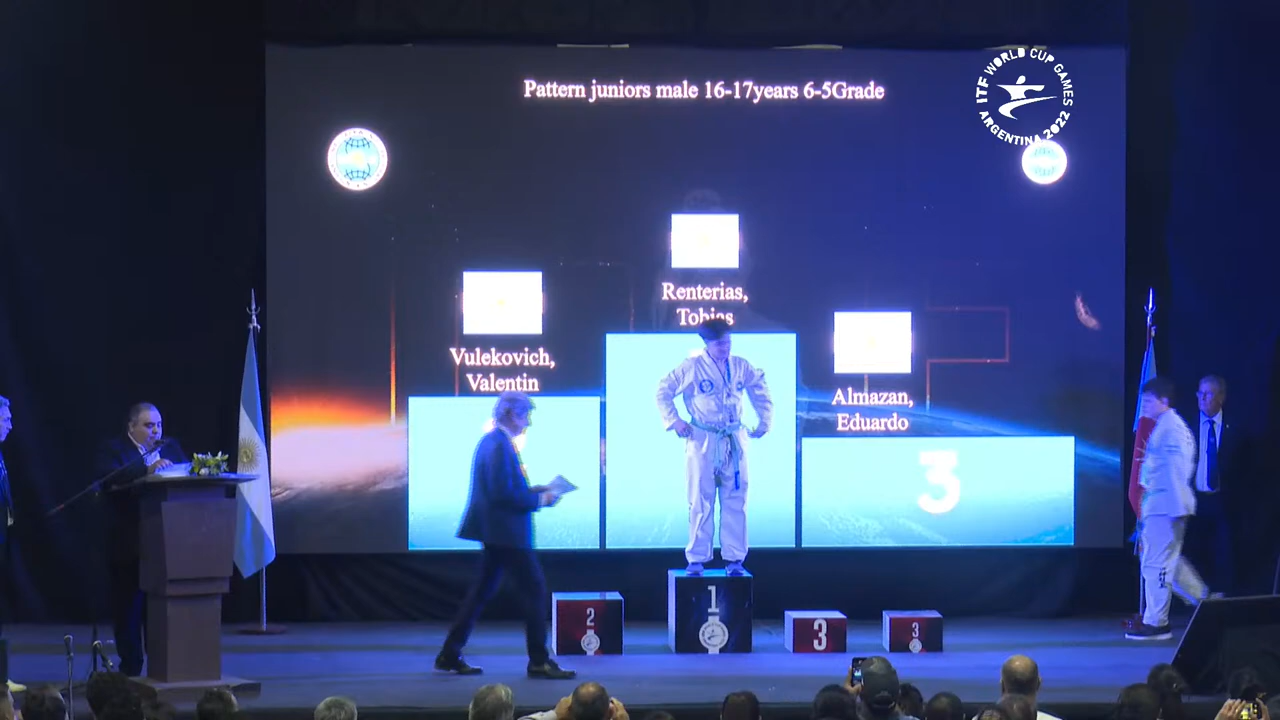 Pattern juniors male 16-17years 6-5Grade
ITF WORLD CUP GAMES
ARGENTINA 2022
Renterias,
Tobias
Vulekovich,
Valentin
Almazan,
Eduardo
3
1
2
3
3